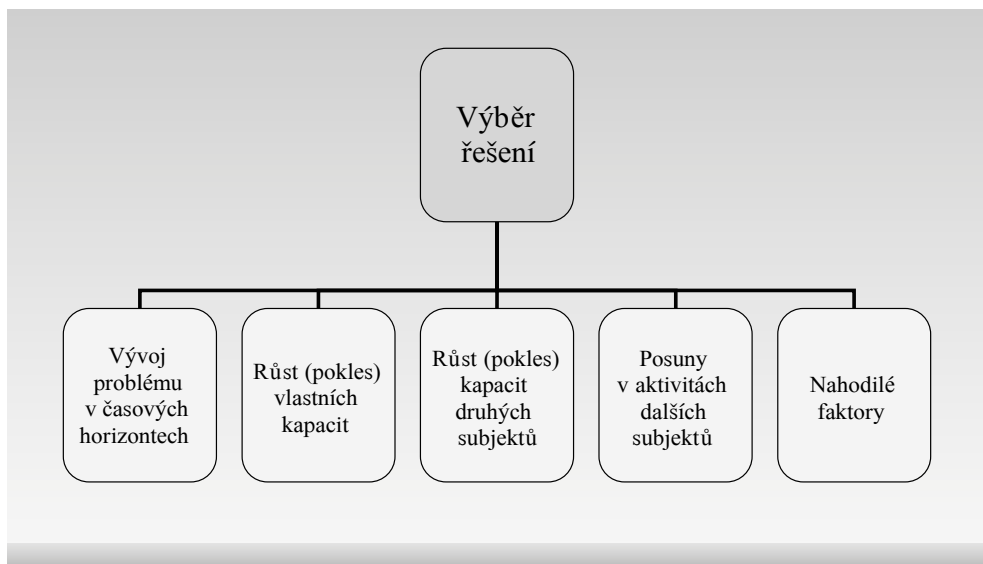 Výběr
řešení
Vývoj
problému
v časových
horizontech
Růst (pokles)
vlastních
kapacit
Růst (pokles)
kapacit
druhých
subjektů
Posuny
v aktivitách
dalších
subjektů
Nahodilé
faktory